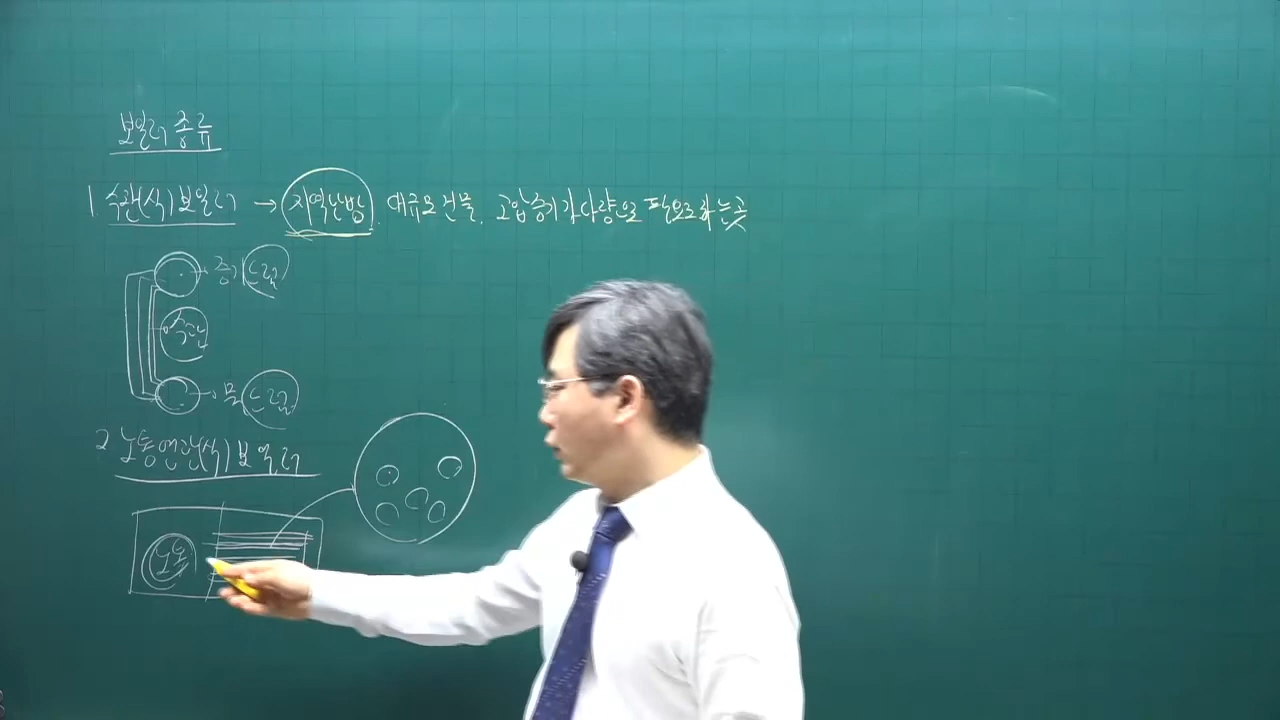 보일러 종류
1. 수관(식) 보일러 → 지역난방. 대규모 건물. 고압증기가 다량으로 필요로 하는 곳
증기드럼
수관
물드럼
2. 노통연관(식) 보일러
노통